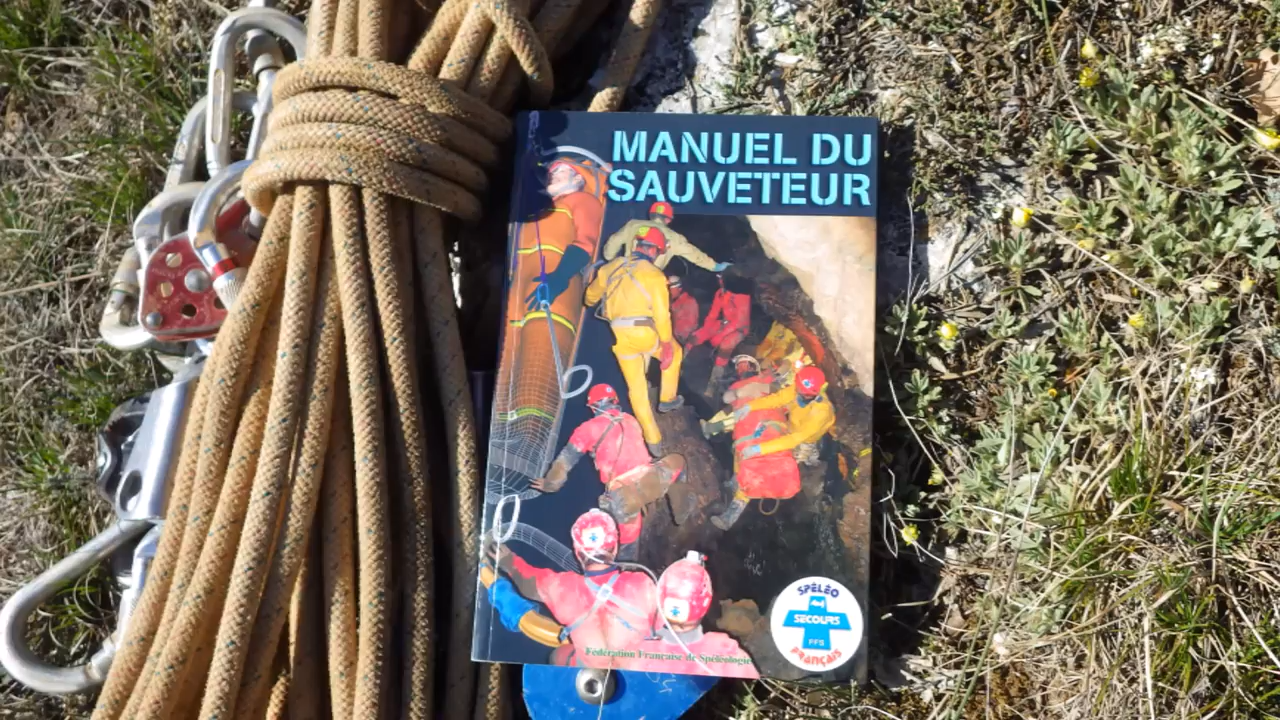 MANUEL DU
SAUVETEUR
SPÉLÉO
SECOURS
FFS
FRANÇAIS
Fédération Française de Spéléologie